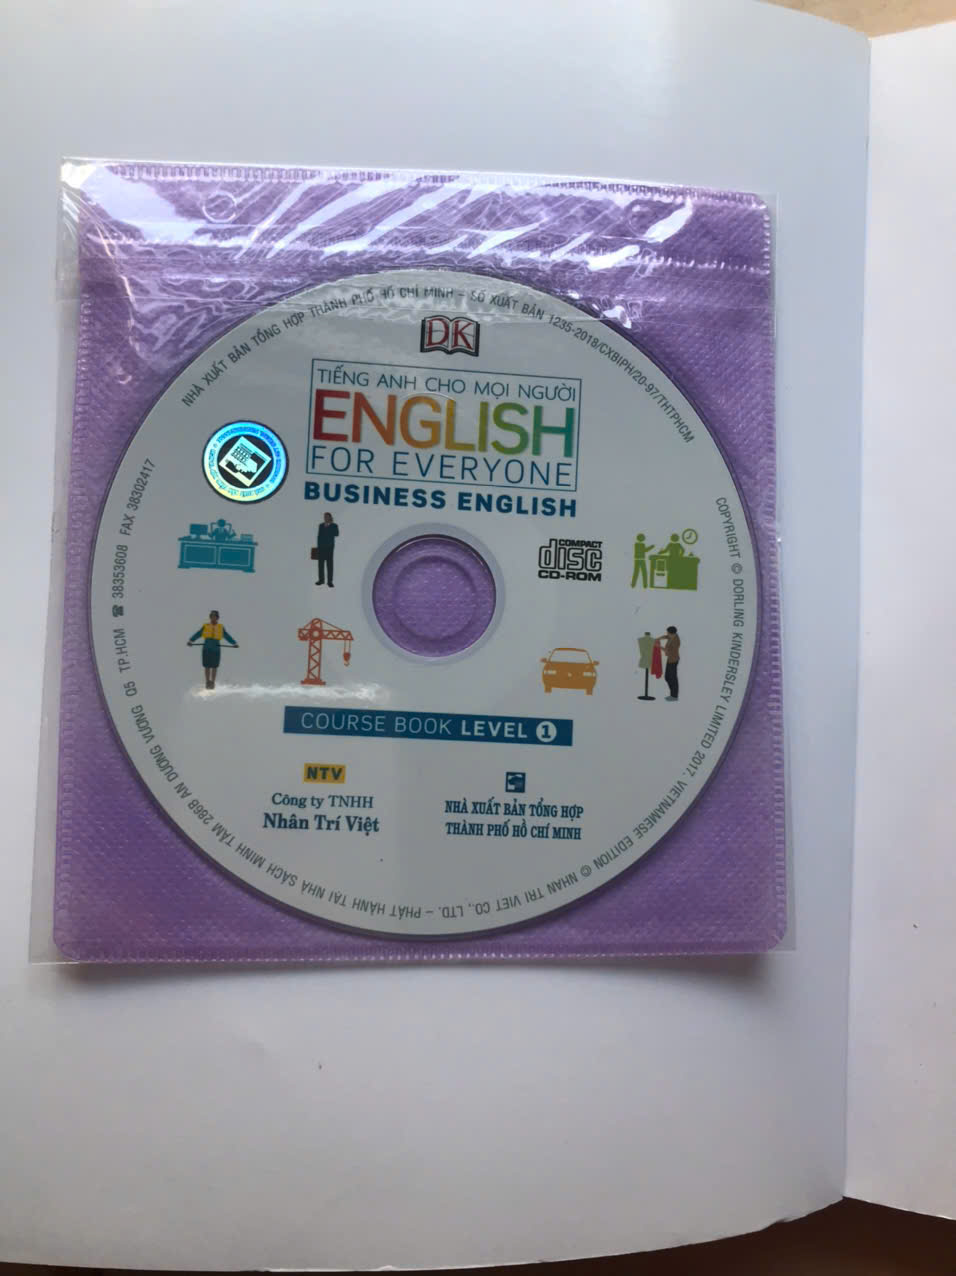 NHÀ XUẤT BẢN TỔNG HỢP THÀNH PHỐ HỒ CHÍ MINH - SỐ XUẤT BẢN 1235-2018/CXBIPH/20-97/THTPHCM
DK
TIẾNG ANH CHO MỌI NGƯỜI
ENGLISH
FOR EVERYONE
BUSINESS ENGLISH
COMPACT
disc
CD-ROM
COURSE BOOK LEVEL 1
NTV
Công ty TNHH
Nhân Trí Việt
NHÀ XUẤT BẢN TỔNG HỢP
THÀNH PHỐ HỒ CHÍ MINH
COPYRIGHT © DORLING KINDERSLEY LIMITED 2017. VIETNAMESE EDITION © NHAN TRI VIET CO., LTD. - PHÁT HÀNH TẠI NHÀ SÁCH MINH TÂM 286B AN DƯƠNG VƯƠNG Q5 TP.HCM ☎ 38353608 FAX 38302417